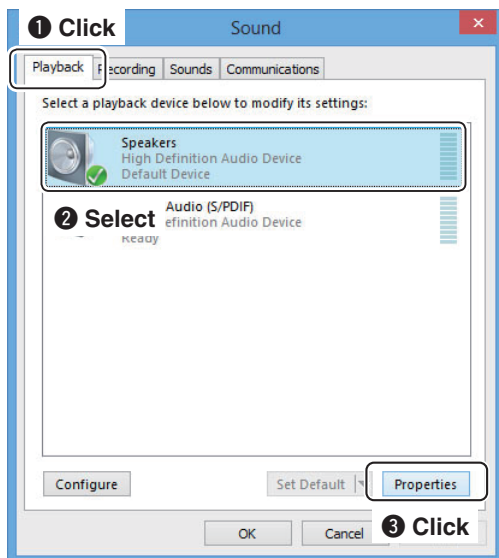 ❶ Click
Sound
Playback Recording Sounds Communications
Select a playback device below to modify its settings:
Speakers
High Definition Audio Device
Default Device
❷ Select
Audio (S/PDIF)
efinition Audio Device
Ready
Configure Set Default Properties
OK Cancel
❸ Click